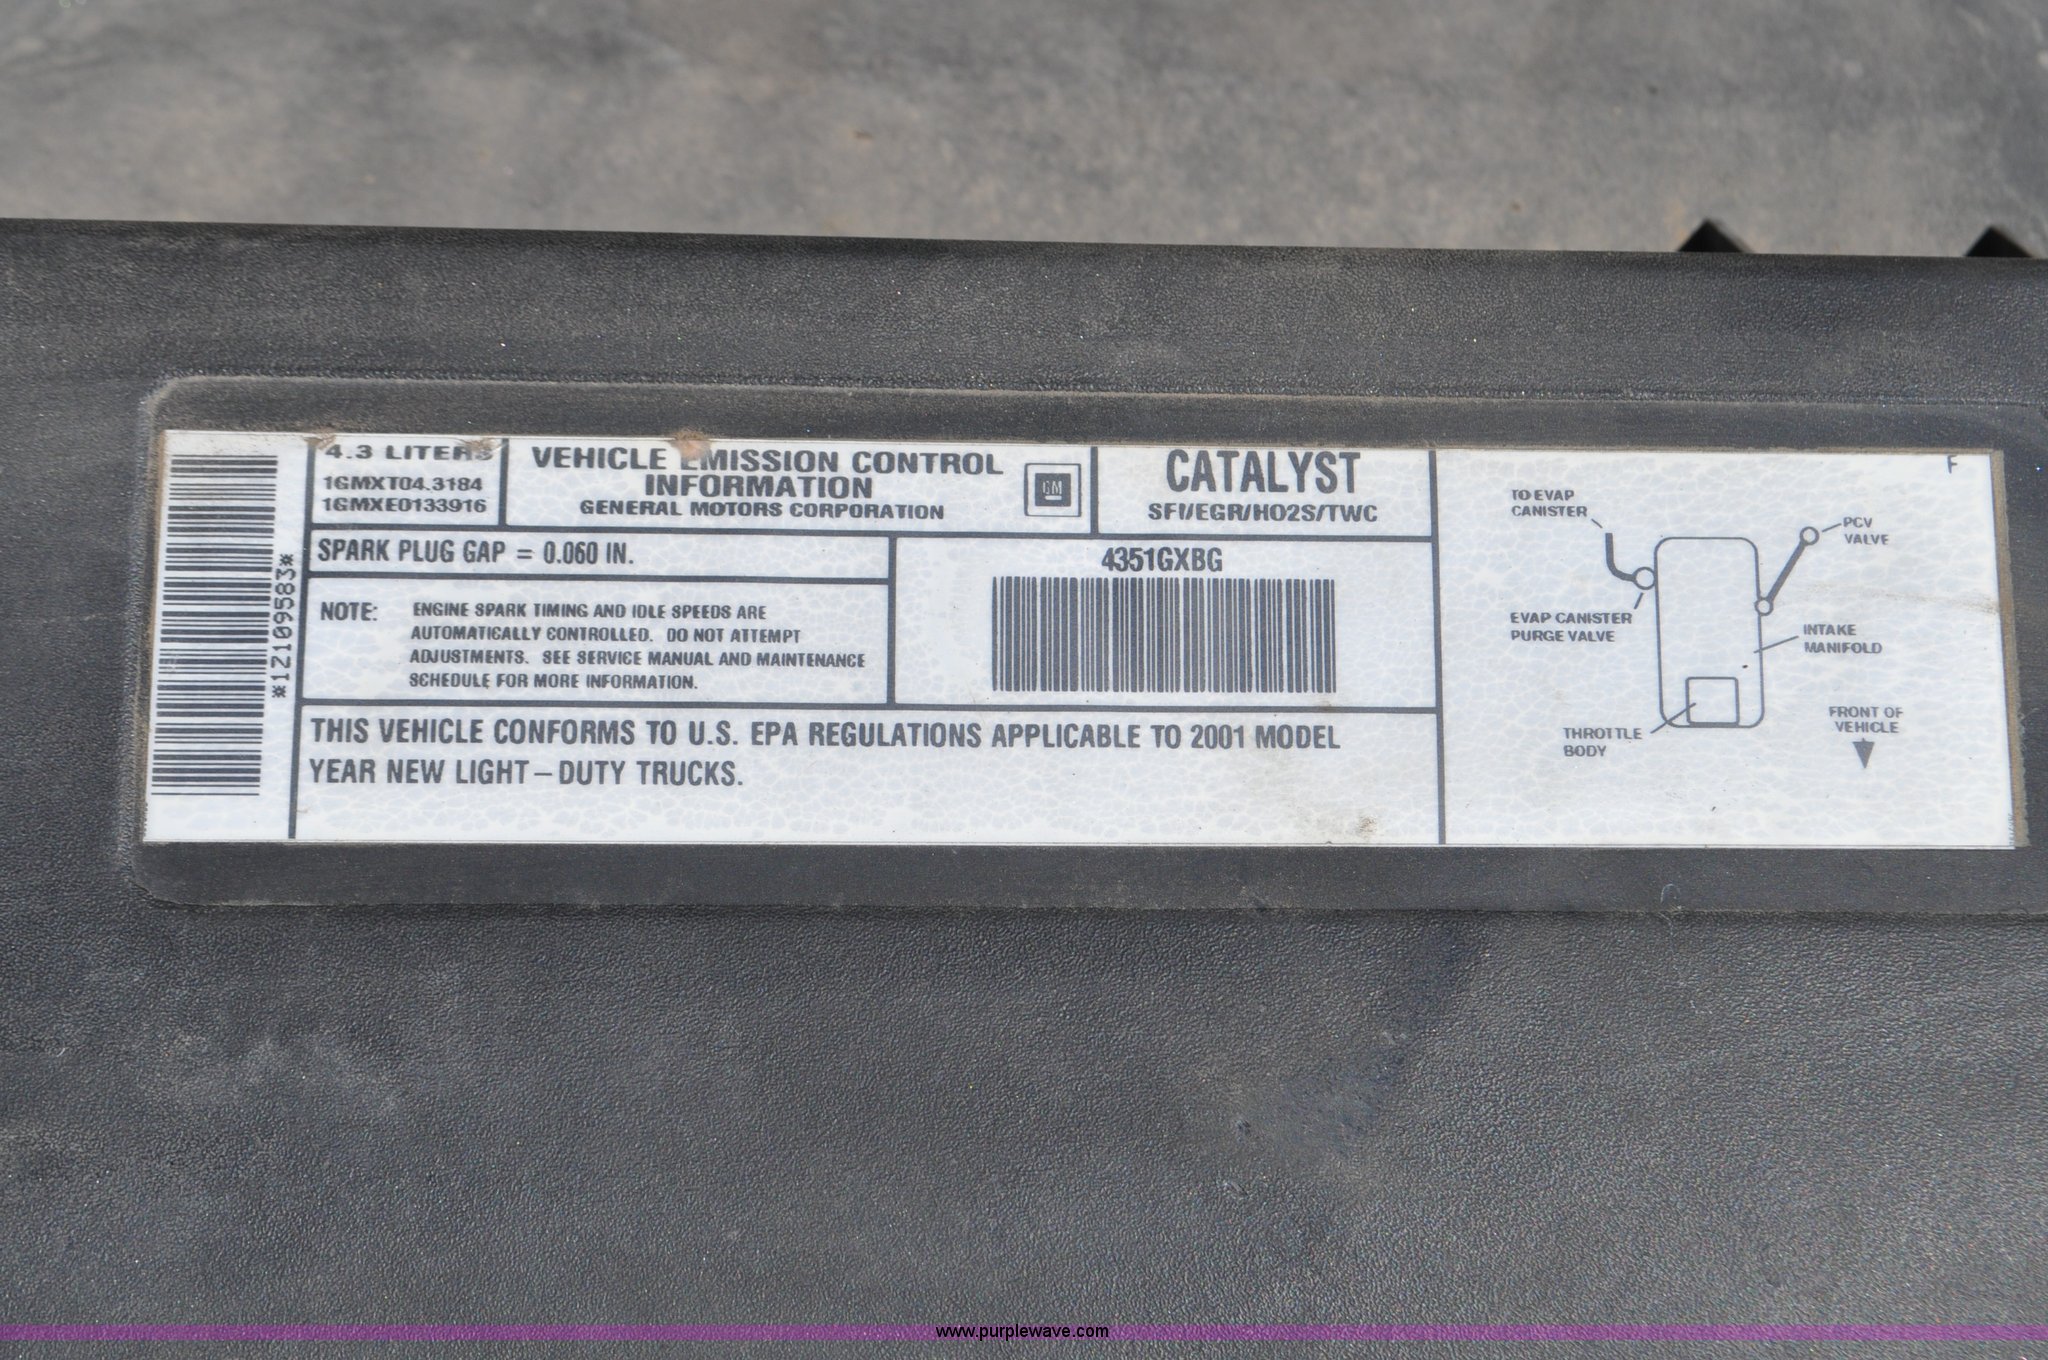 4.3 LITERS
1GMXT04.3184
1GMXE0133916
VEHICLE EMISSION CONTROL
INFORMATION
GENERAL MOTORS CORPORATION
GM
CATALYST
SFI/EGR/HO2S/TWC
*12109583*
SPARK PLUG GAP = 0.060 IN.
NOTE: ENGINE SPARK TIMING AND IDLE SPEEDS ARE
AUTOMATICALLY CONTROLLED. DO NOT ATTEMPT
ADJUSTMENTS. SEE SERVICE MANUAL AND MAINTENANCE
SCHEDULE FOR MORE INFORMATION.
4351GXBG
THIS VEHICLE CONFORMS TO U.S. EPA REGULATIONS APPLICABLE TO 2001 MODEL
YEAR NEW LIGHT-DUTY TRUCKS.
F
TO EVAP
CANISTER
PCV
VALVE
EVAP CANISTER
PURGE VALVE
INTAKE
MANIFOLD
THROTTLE
BODY
FRONT OF
VEHICLE
www.purplewave.com